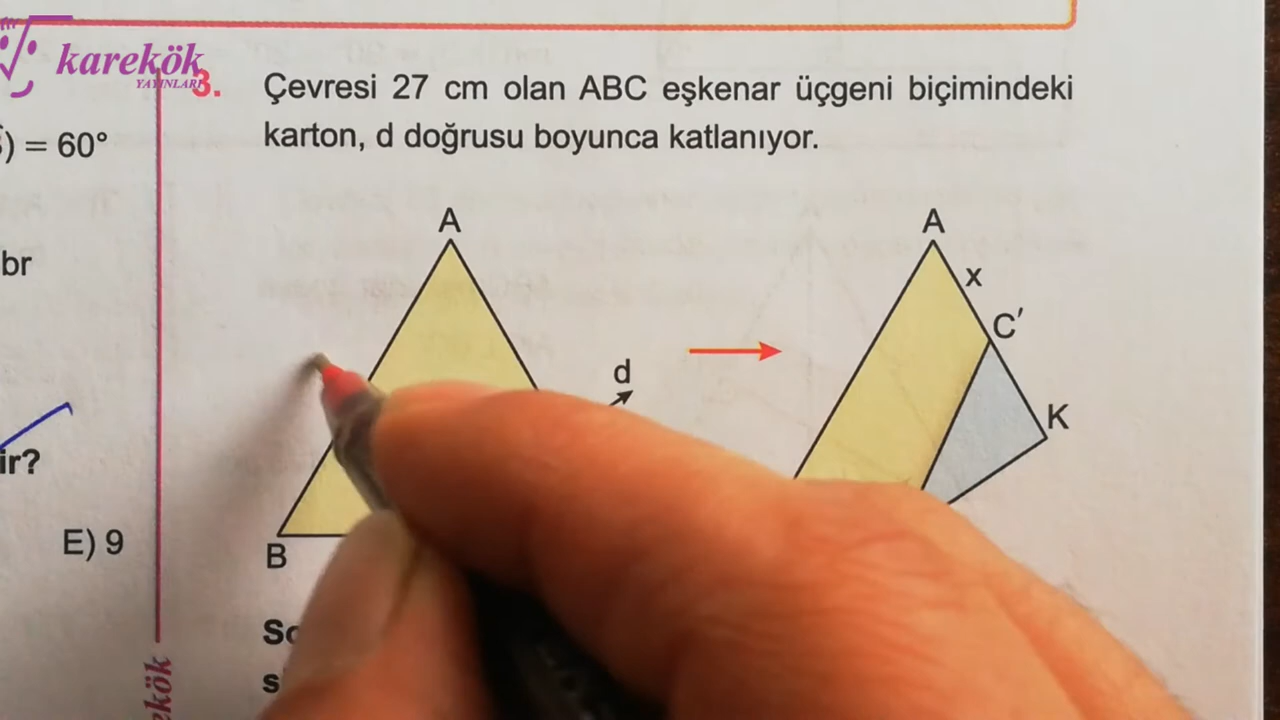 karekök
YAYINLARI
) = 60°
br
ir?
E) 9
ekök
3. Çevresi 27 cm olan ABC eşkenar üçgeni biçimindeki
karton, d doğrusu boyunca katlanıyor.
A
B
d
A
x
C′
K